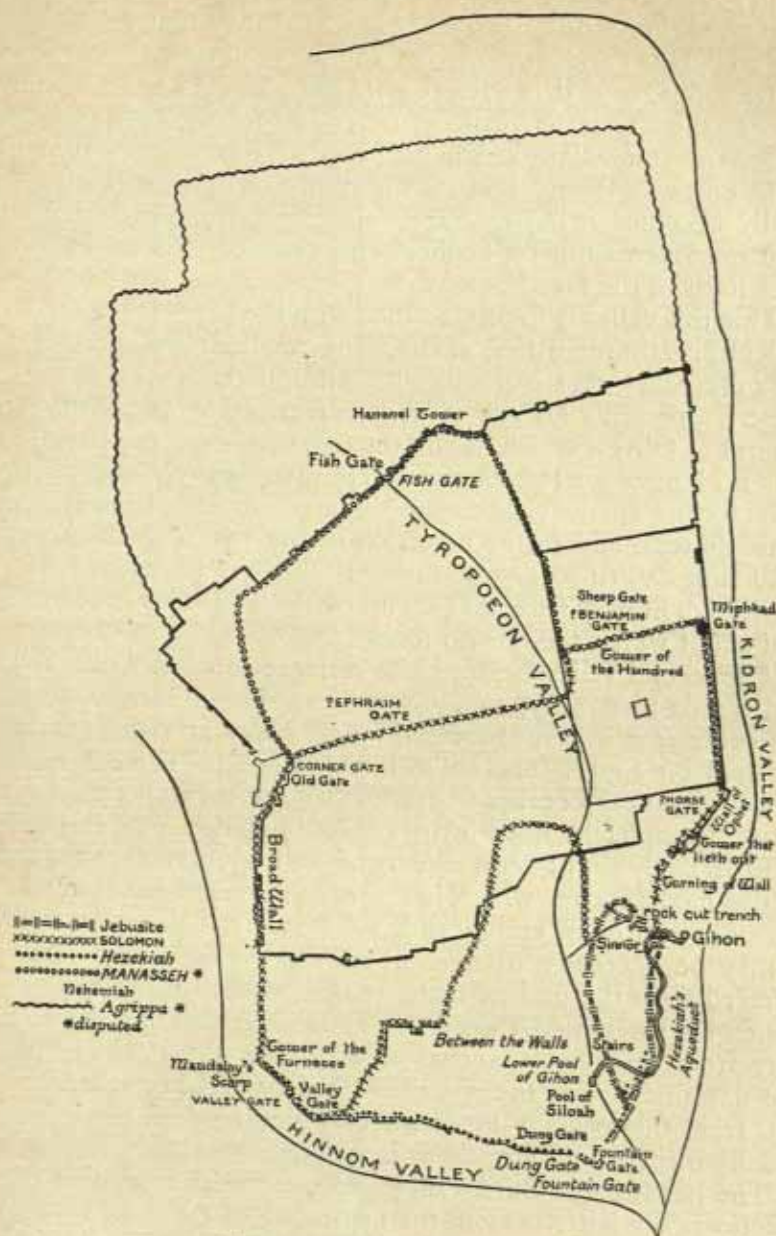 Hananel Tower
Fish Gate
FISH GATE
TYROPOEON VALLEY
Sheep Gate
?BENJAMIN
GATE
Miphkad
Gate
Tower of
the Hundred
KIDRON VALLEY
?EPHRAIM
GATE
CORNER GATE
Old Gate
?HORSE
GATE
Wall of
Ophel
Tower that
lieth out
Turning of Wall
Broad Wall
rock cut trench
Sinnor
Gihon
Jebusite
SOLOMON
Hezekiah
MANASSEH *
Nehemiah
Agrippa *
*disputed
Hezekiah's
Aqueduct
Between the Walls
Stairs
Lower Pool
of Gihon
Pool of
Siloah
Tower of the
Furnaces
Maudslay's
Scarp
VALLEY GATE
Valley
Gate
HINNOM VALLEY
Dung Gate
Dung Gate
Fountain
Gate
Fountain Gate